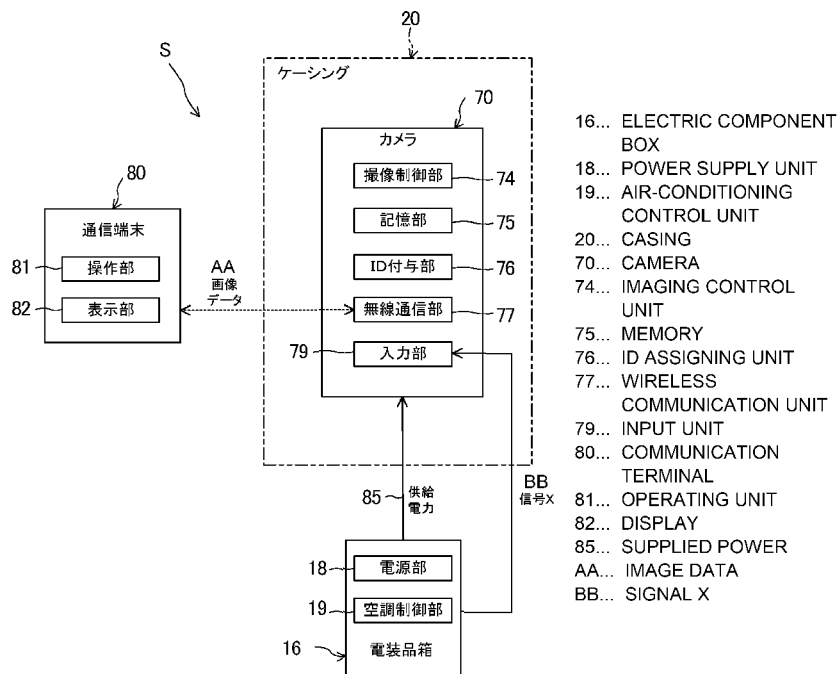 20
S
ケーシング
70
カメラ
撮像制御部
74
記憶部
75
ID付与部
76
無線通信部
77
79
入力部
80
通信端末
81
操作部
82
表示部
AA
画像
データ
85
供給
電力
BB
信号X
18
電源部
19
空調制御部
16
電装品箱
16... ELECTRIC COMPONENT
BOX
18... POWER SUPPLY UNIT
19... AIR-CONDITIONING
CONTROL UNIT
20... CASING
70... CAMERA
74... IMAGING CONTROL
UNIT
75... MEMORY
76... ID ASSIGNING UNIT
77... WIRELESS
COMMUNICATION UNIT
79... INPUT UNIT
80... COMMUNICATION
TERMINAL
81... OPERATING UNIT
82... DISPLAY
85... SUPPLIED POWER
AA... IMAGE DATA
BB... SIGNAL X